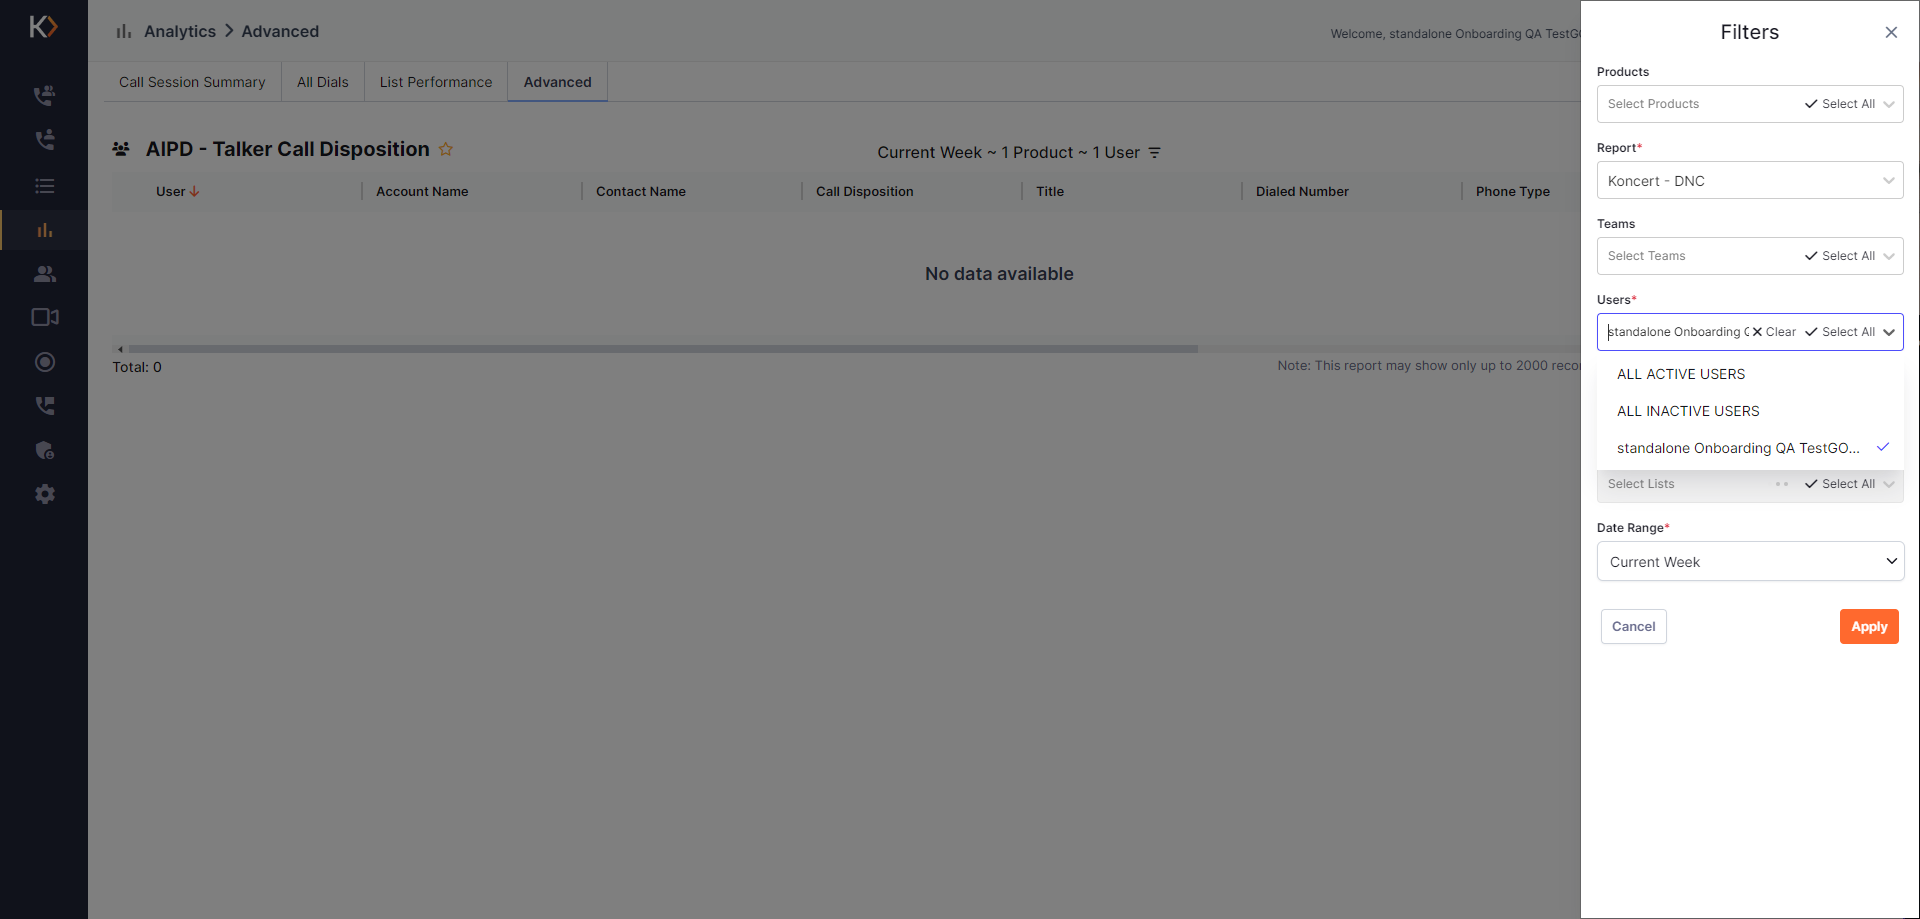 Analytics > Advanced
Welcome, standalone Onboarding QA TestGO
Call Session Summary
All Dials
List Performance
Advanced
AIPD - Talker Call Disposition
Current Week ~ 1 Product ~ 1 User
User
Account Name
Contact Name
Call Disposition
Title
Dialed Number
Phone Type
No data available
Total: 0
Note: This report may show only up to 2000 recor
Filters
Products
Select Products
Select All
Report*
Koncert - DNC
Teams
Select Teams
Select All
Users*
standalone Onboarding Q
Clear
Select All
ALL ACTIVE USERS
ALL INACTIVE USERS
standalone Onboarding QA TestGO...
Select Lists
Select All
Date Range*
Current Week
Cancel
Apply